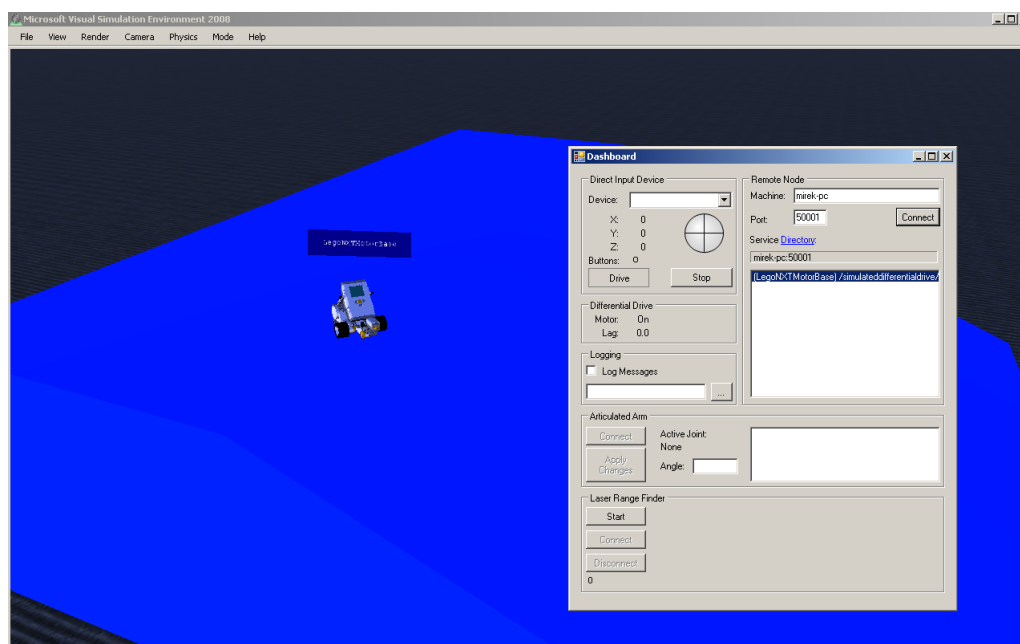 Microsoft Visual Simulation Environment 2008
File View Render Camera Physics Mode Help
LegoNXTMotorBase
Dashboard
Direct Input Device
Device:
X: 0
Y: 0
Z: 0
Buttons: 0
Drive Stop
Differential Drive
Motor: On
Lag: 0.0
Logging
Log Messages
...
Remote Node
Machine: mirek-pc
Port: 50001 Connect
Service Directory:
mirek-pc:50001
(LegoNXTMotorBase) /simulateddifferentialdrive/
Articulated Arm
Connect
Apply Changes
Active Joint:
None
Angle:
Laser Range Finder
Start
Connect
Disconnect
0